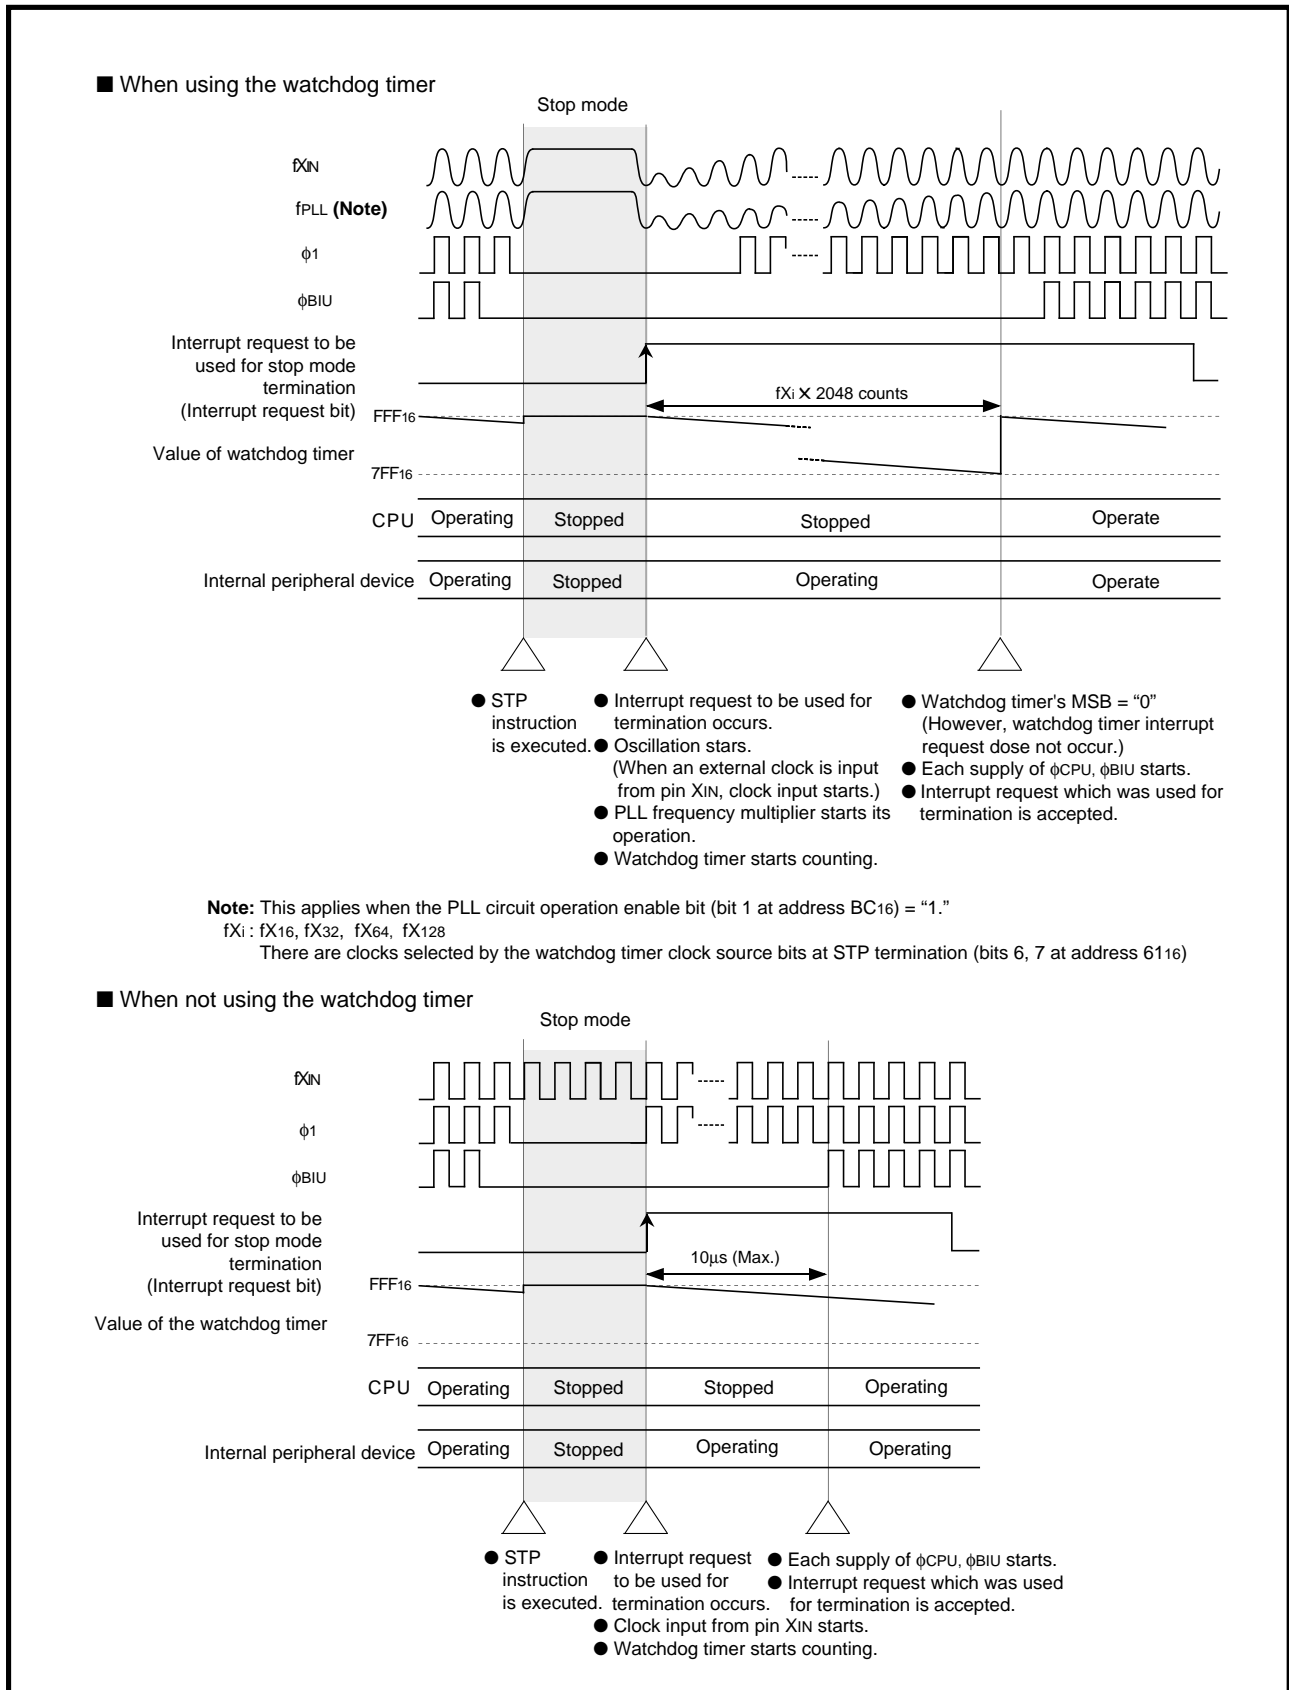 ■ When using the watchdog timer
Stop mode
fXIN
fPLL (Note)
ϕ1
ϕBIU
Interrupt request to be
used for stop mode
termination
(Interrupt request bit)
fXi × 2048 counts
FFF16
Value of watchdog timer
7FF16
CPU Operating Stopped Stopped Operate
Internal peripheral device Operating Stopped Operating Operate
● STP
instruction
is executed.
● Interrupt request to be used for
termination occurs.
● Oscillation stars.
(When an external clock is input
from pin XIN, clock input starts.)
● PLL frequency multiplier starts its
operation.
● Watchdog timer starts counting.
● Watchdog timer's MSB = “0”
(However, watchdog timer interrupt
request dose not occur.)
● Each supply of ϕCPU, ϕBIU starts.
● Interrupt request which was used for
termination is accepted.
Note: This applies when the PLL circuit operation enable bit (bit 1 at address BC16) = “1.”
fXi : fX16, fX32, fX64, fX128
There are clocks selected by the watchdog timer clock source bits at STP termination (bits 6, 7 at address 6116)
■ When not using the watchdog timer
Stop mode
fXIN
ϕ1
ϕBIU
Interrupt request to be
used for stop mode
termination
(Interrupt request bit)
10µs (Max.)
FFF16
Value of the watchdog timer
7FF16
CPU Operating Stopped Stopped Operating
Internal peripheral device Operating Stopped Operating Operating
● STP
instruction
is executed.
● Interrupt request
to be used for
termination occurs.
● Clock input from pin XIN starts.
● Watchdog timer starts counting.
● Each supply of ϕCPU, ϕBIU starts.
● Interrupt request which was used
for termination is accepted.